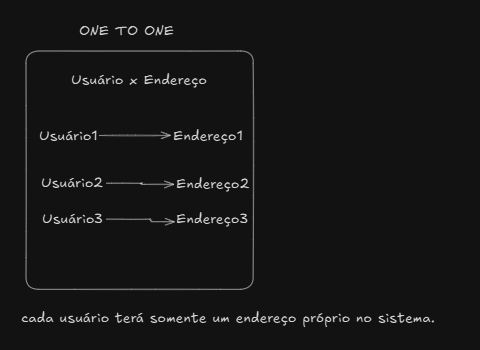 ONE TO ONE
Usuário x Endereço
Usuário1 Endereço1
Usuário2 Endereço2
Usuário3 Endereço3
cada usuário terá somente um endereço próprio no sistema.